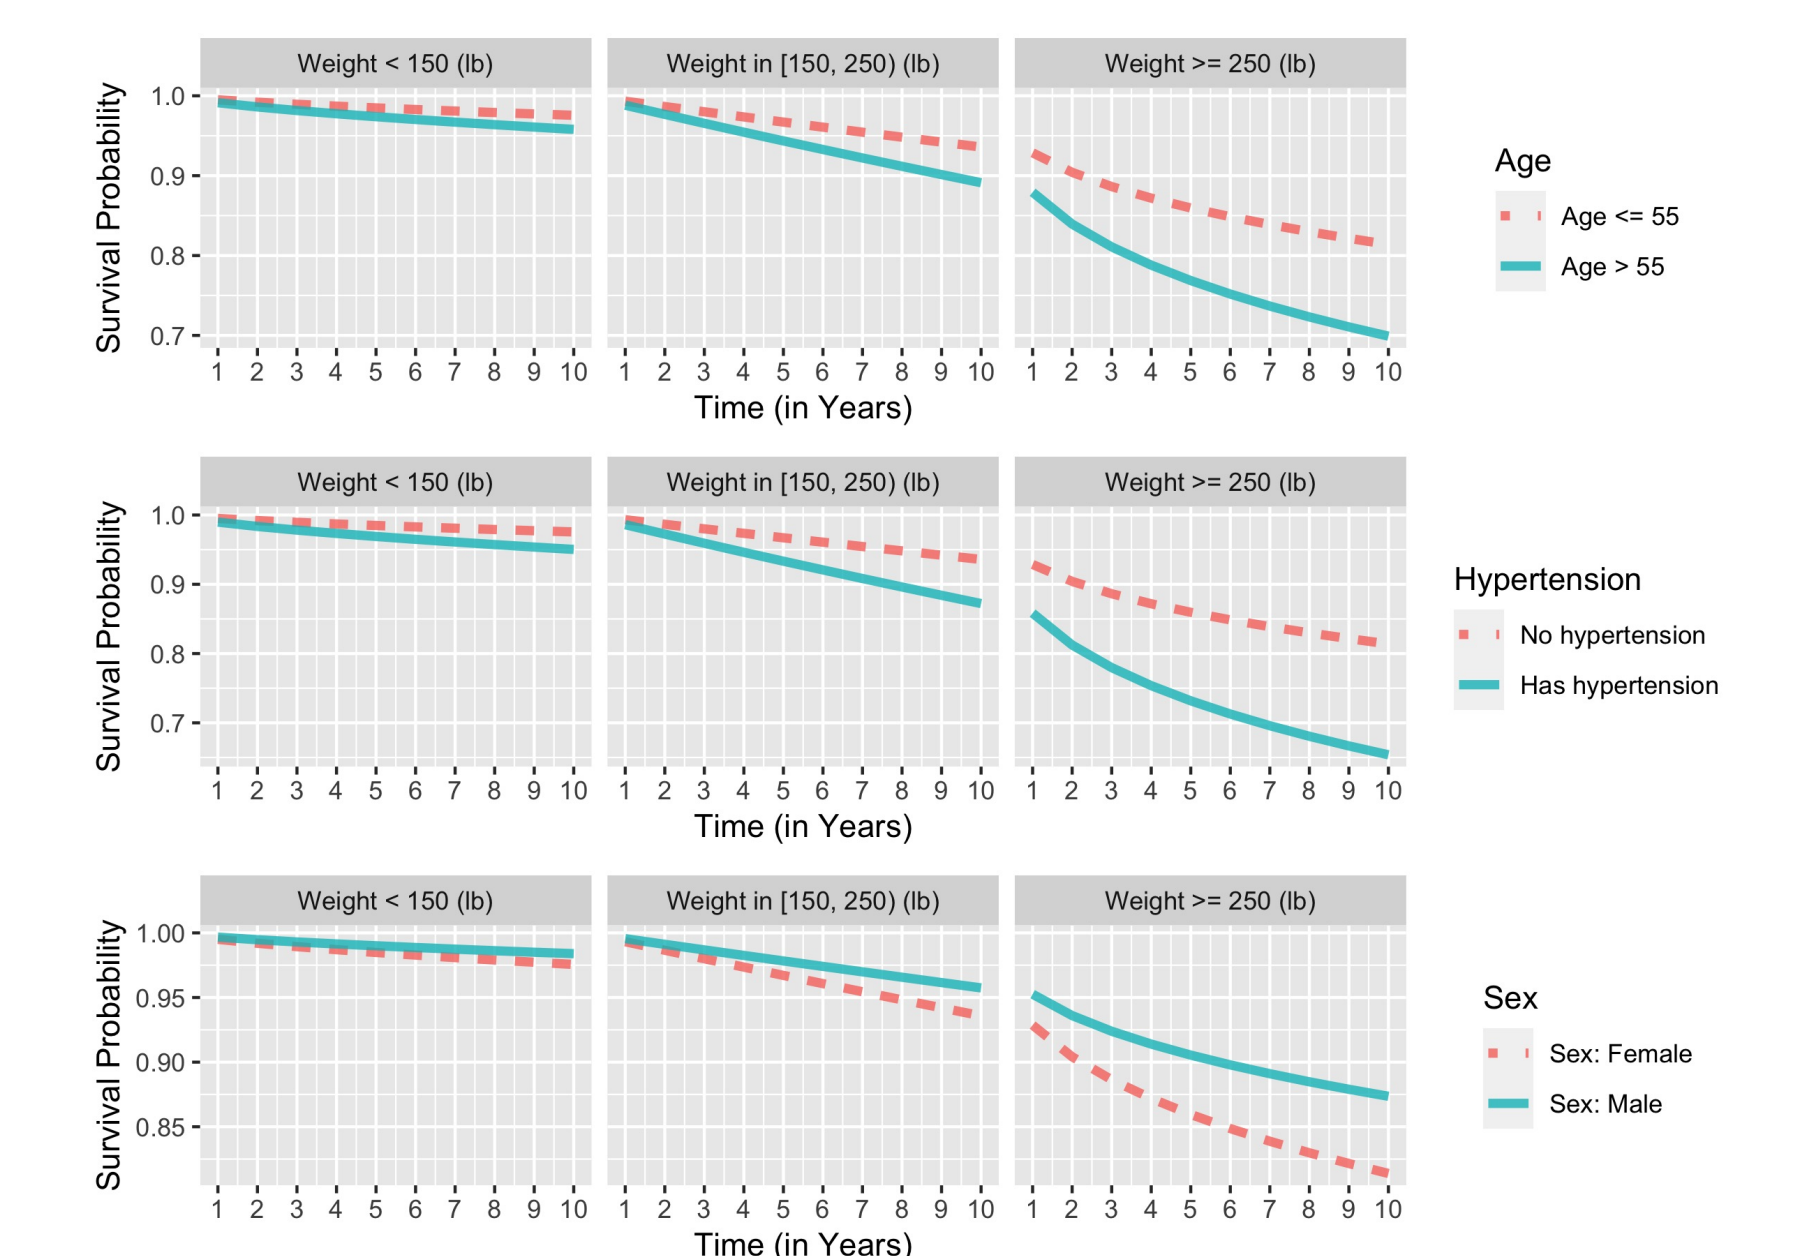 Weight < 150 (lb) Weight in [150, 250) (lb) Weight >= 250 (lb)
Survival Probability
1.0
0.9
0.8
0.7
1 2 3 4 5 6 7 8 9 10 1 2 3 4 5 6 7 8 9 10 1 2 3 4 5 6 7 8 9 10
Time (in Years)
Age
Age <= 55
Age > 55
Weight < 150 (lb) Weight in [150, 250) (lb) Weight >= 250 (lb)
Survival Probability
1.0
0.9
0.8
0.7
1 2 3 4 5 6 7 8 9 10 1 2 3 4 5 6 7 8 9 10 1 2 3 4 5 6 7 8 9 10
Time (in Years)
Hypertension
No hypertension
Has hypertension
Weight < 150 (lb) Weight in [150, 250) (lb) Weight >= 250 (lb)
Survival Probability
1.00
0.95
0.90
0.85
1 2 3 4 5 6 7 8 9 10 1 2 3 4 5 6 7 8 9 10 1 2 3 4 5 6 7 8 9 10
Time (in Years)
Sex
Sex: Female
Sex: Male